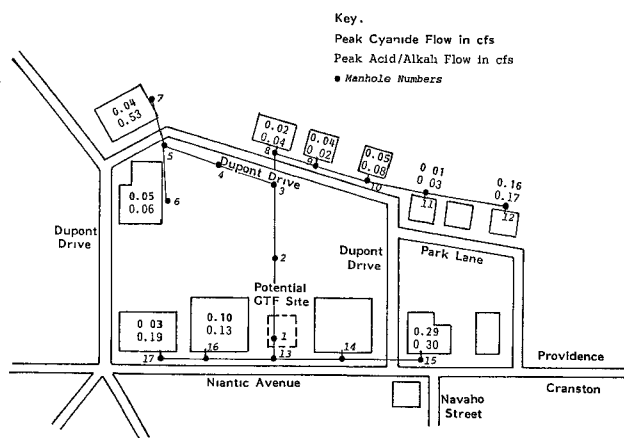 Key.
Peak Cyanide Flow in cfs
Peak Acid/Alkali Flow in cfs
Manhole Numbers
0.04
0.53
7
5
0.02
0.04
8
0.04
0.02
9
0.05
0.08
10
0 01
0 03
11
0.16
0.17
12
Dupont Drive
4
3
0.05
0.06
6
Dupont
Drive
2
Dupont
Drive
Park Lane
Potential
GTF Site
1
0 03
0.19
17
0.10
0.13
16
13
14
0.29
0 30
15
Providence
Niantic Avenue
Cranston
Navaho
Street